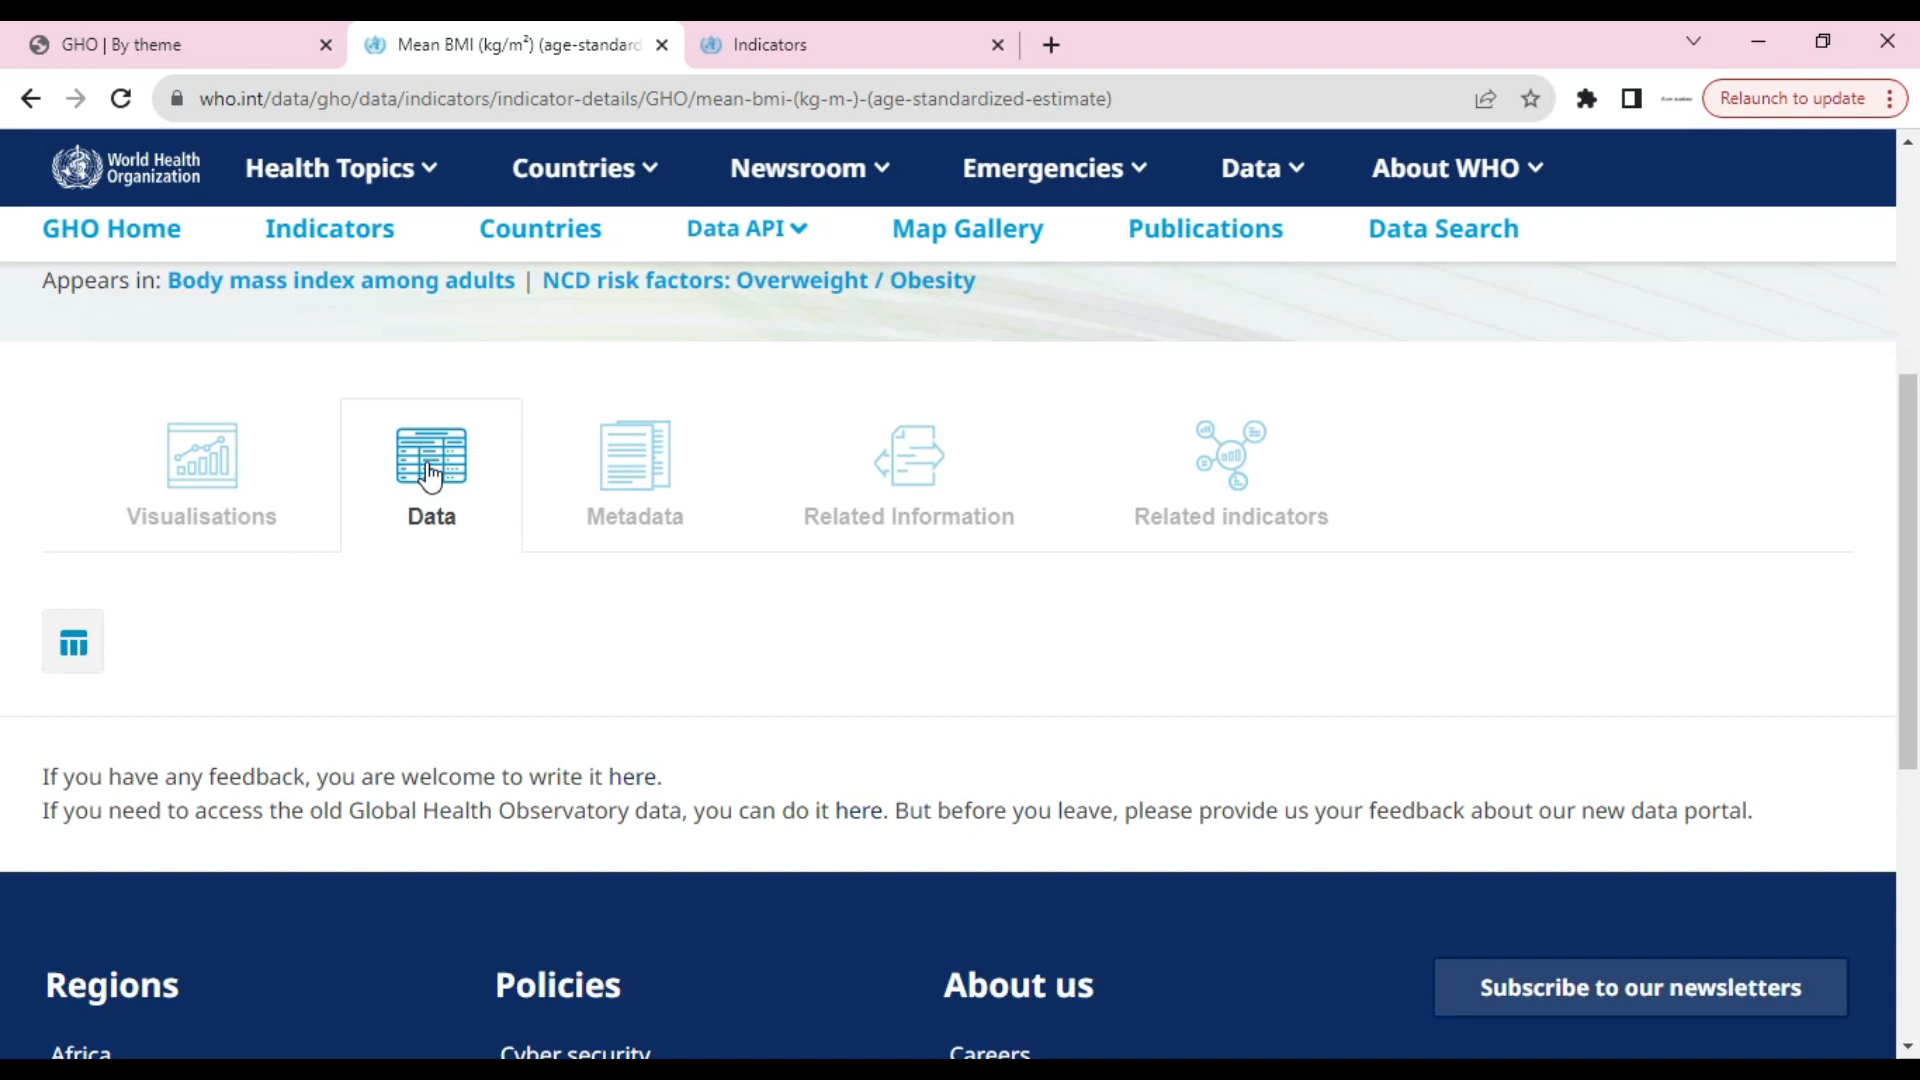 GHO | By theme
Mean BMI (kg/m²) (age-standard
Indicators
who.int/data/gho/data/indicators/indicator-details/GHO/mean-bmi-(kg-m-)-(age-standardized-estimate)
Relaunch to update
World Health Organization
Health Topics
Countries
Newsroom
Emergencies
Data
About WHO
GHO Home
Indicators
Countries
Data API
Map Gallery
Publications
Data Search
Appears in: Body mass index among adults | NCD risk factors: Overweight / Obesity
Visualisations
Data
Metadata
Related Information
Related indicators
If you have any feedback, you are welcome to write it here.
If you need to access the old Global Health Observatory data, you can do it here. But before you leave, please provide us your feedback about our new data portal.
Regions
Policies
About us
Subscribe to our newsletters
Africa
Cyber security
Careers